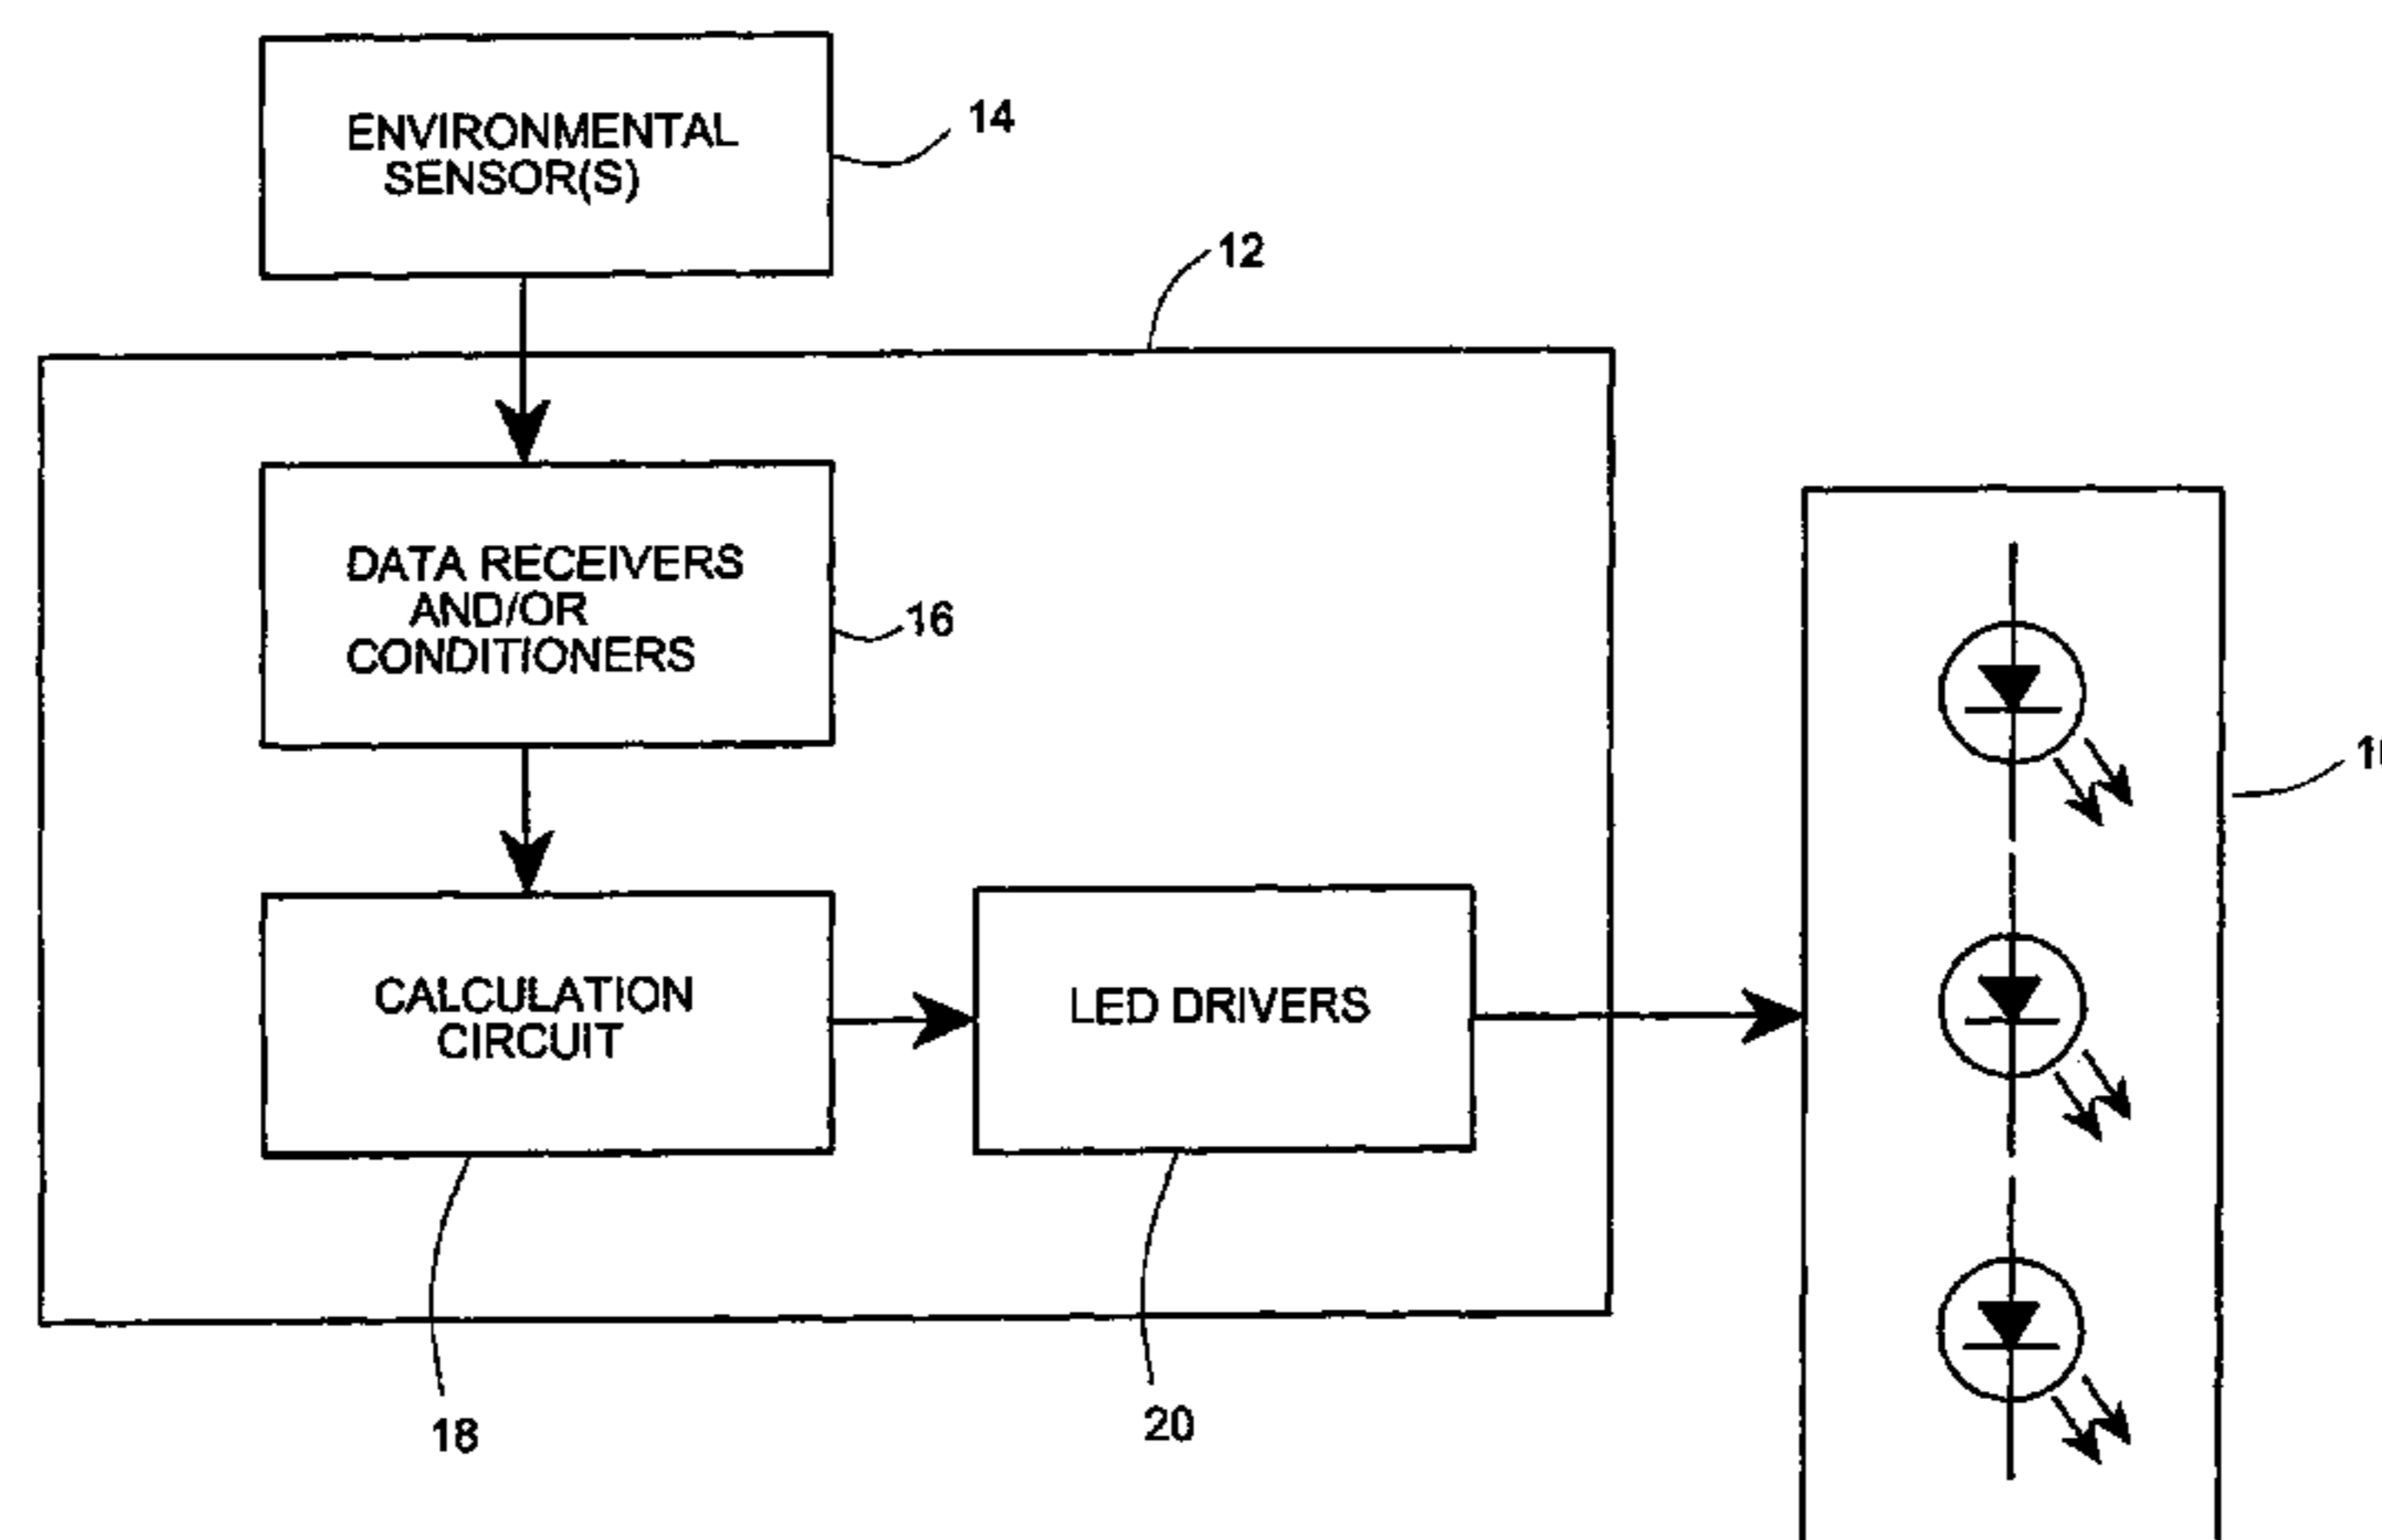 ENVIRONMENTAL
SENSOR(S)
14
12
DATA RECEIVERS
AND/OR
CONDITIONERS
16
CALCULATION
CIRCUIT
LED DRIVERS
18
20